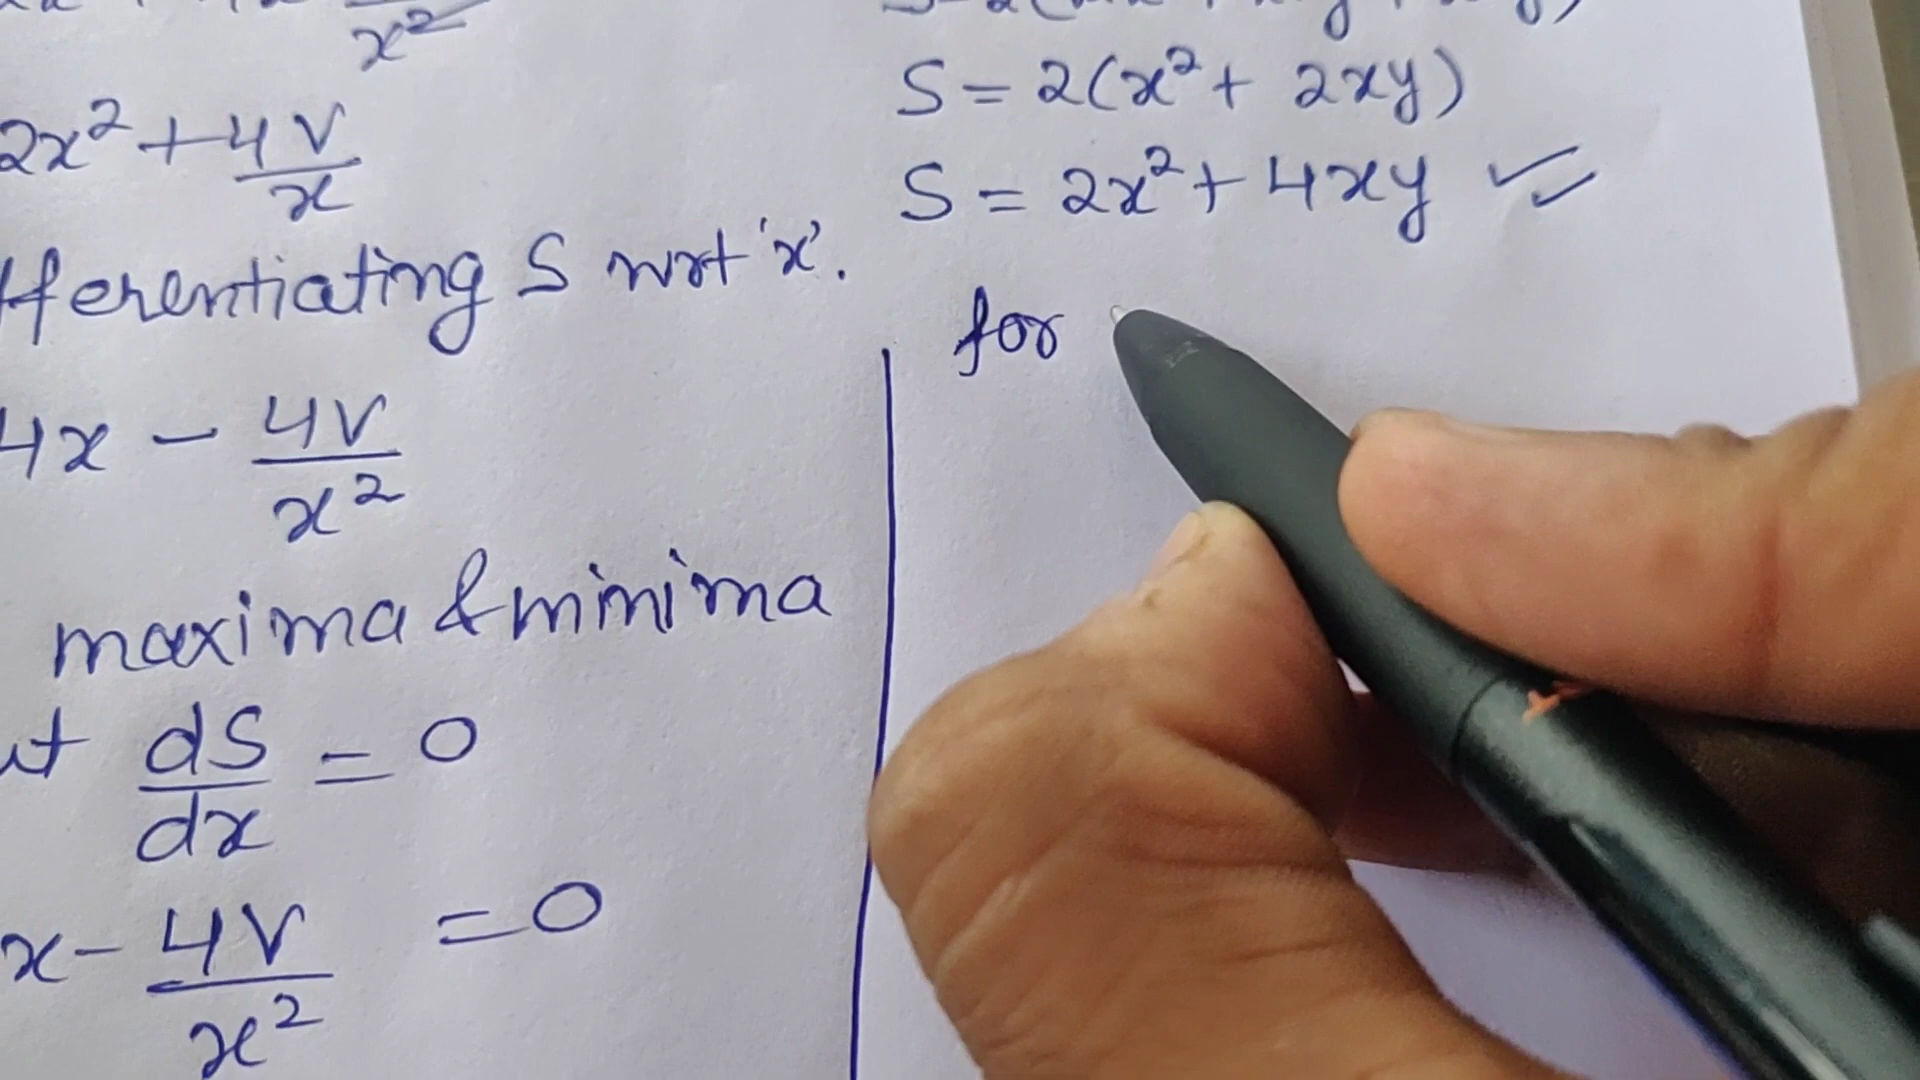 x²
2x² + 4V/x
fferentiating S wrt 'x'.
4x - 4V/x²
maxima & minima
ut dS/dx = 0
x - 4V/x² = 0
S = 2(x² + 2xy)
S = 2x² + 4xy
for